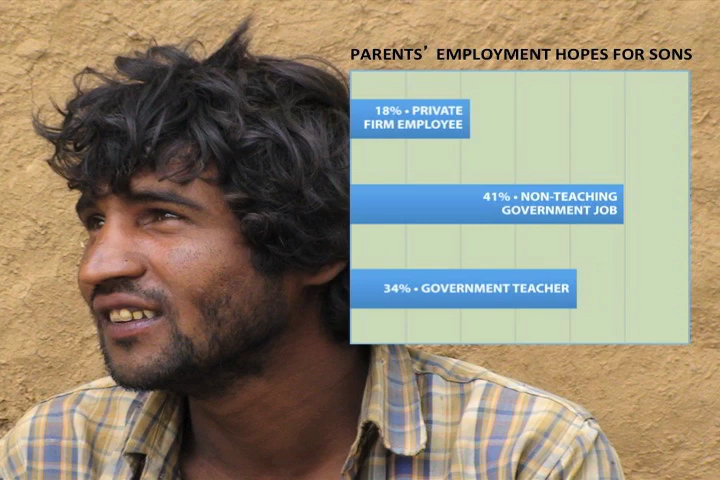 PARENTS’ EMPLOYMENT HOPES FOR SONS
18% • PRIVATE
FIRM EMPLOYEE
41% • NON-TEACHING
GOVERNMENT JOB
34% • GOVERNMENT TEACHER